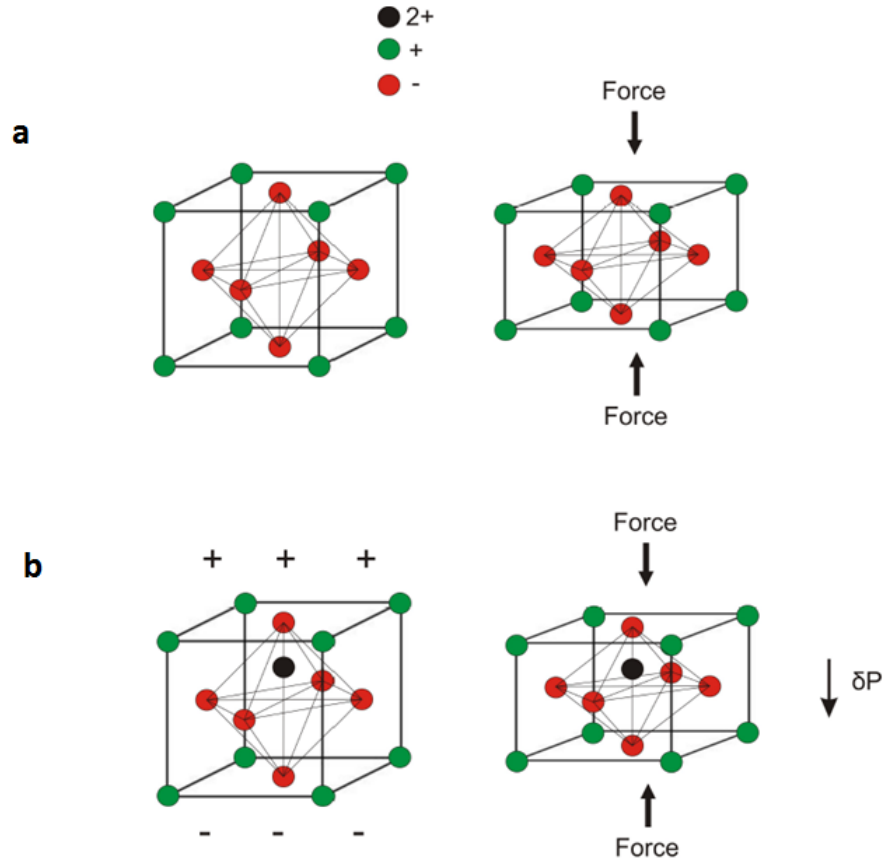 2+
+
-
a
Force
Force
b
+ + +
Force
δP
- - -
Force